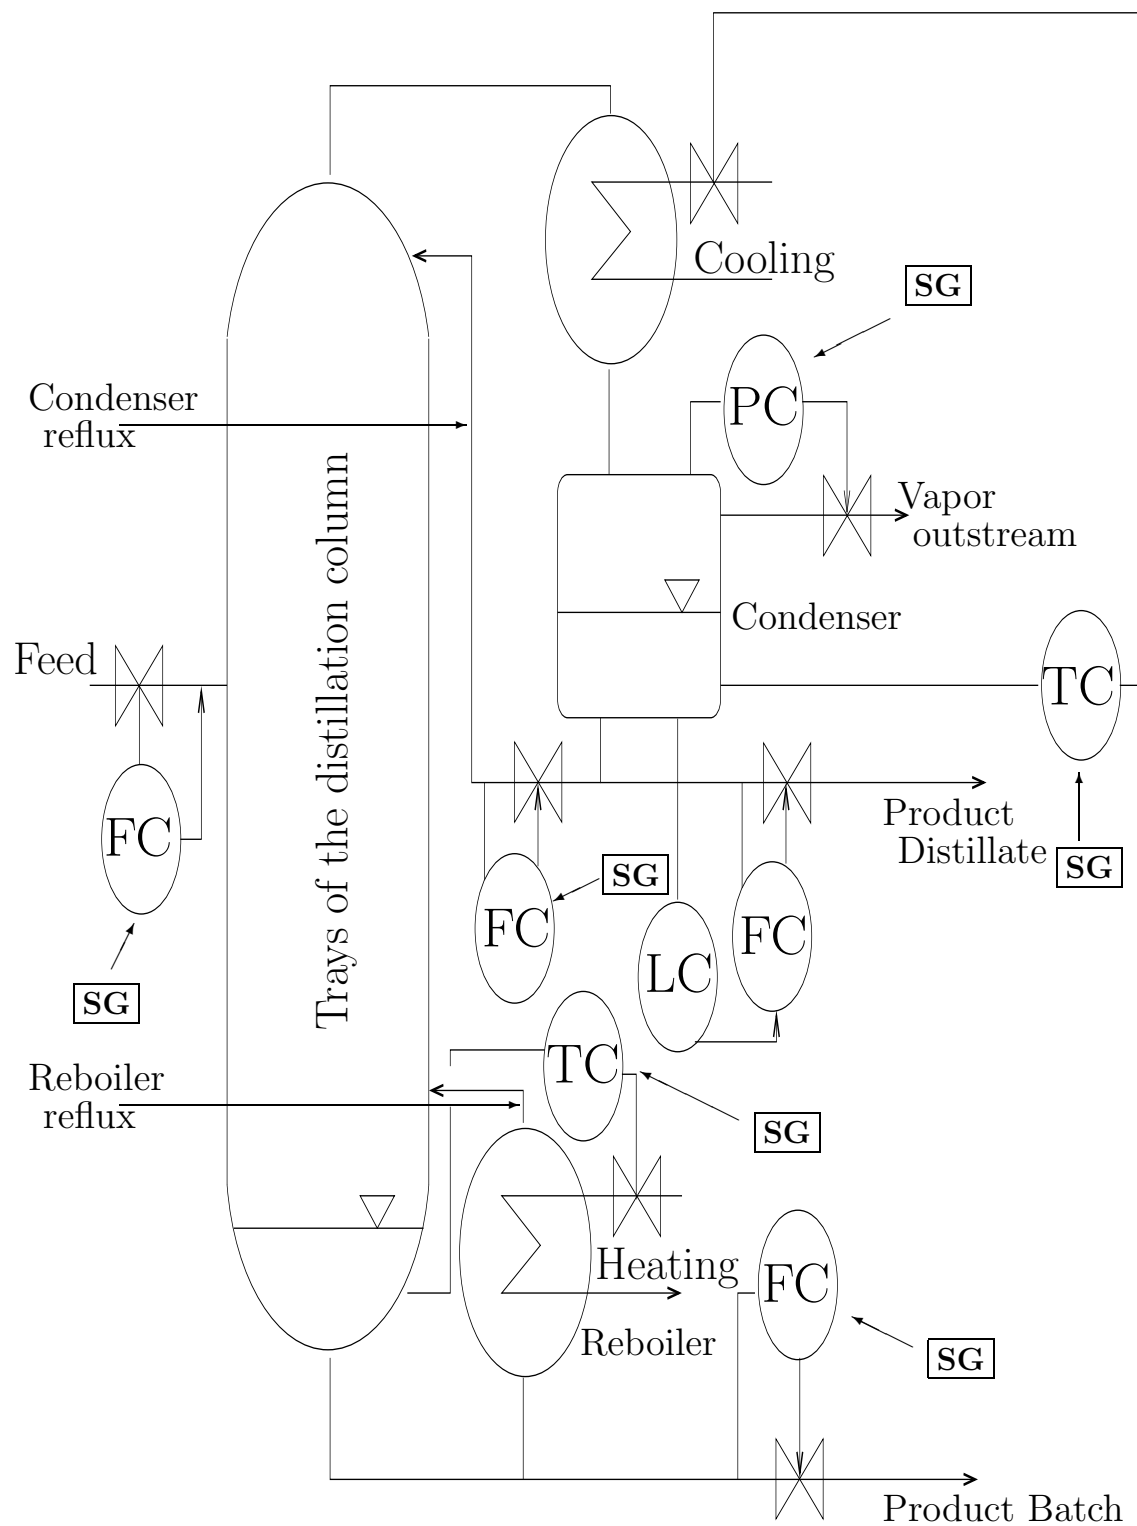 Cooling
SG
PC
Condenser
reflux
Vapor
outstream
Trays of the distillation column
Condenser
Feed
TC
FC
Product
Distillate
SG
SG
FC
FC
LC
SG
TC
Reboiler
reflux
SG
Heating
FC
Reboiler
SG
Product Batch